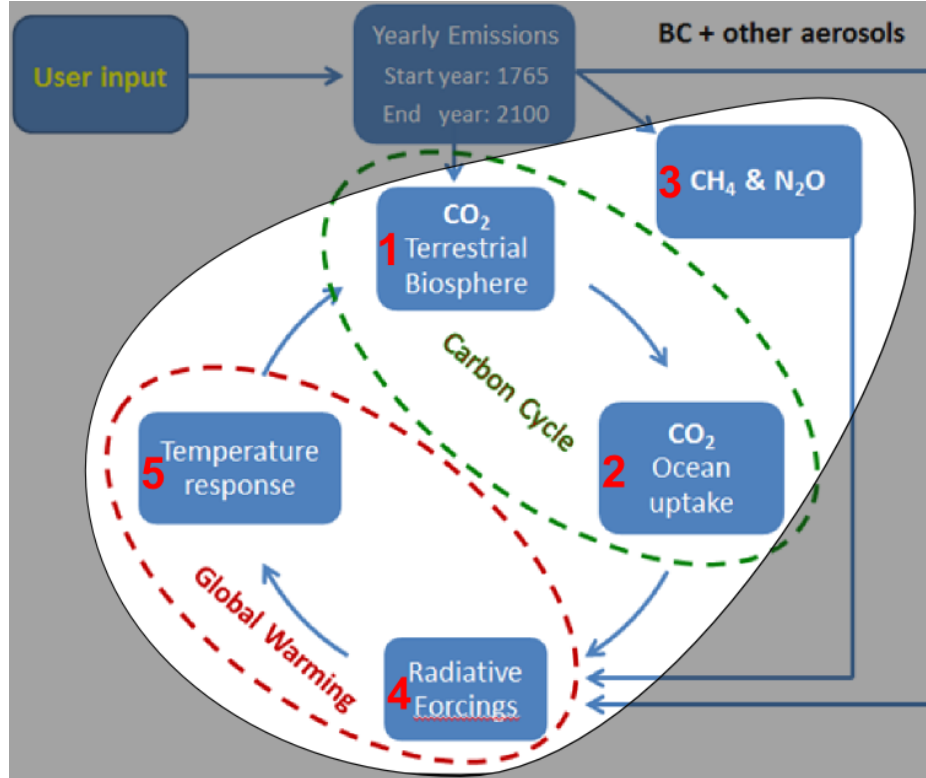 User input
Yearly Emissions
Start year: 1765
End year: 2100
BC + other aerosols
3
CH₄ & N₂O
1
CO₂
Terrestrial
Biosphere
Carbon Cycle
2
CO₂
Ocean
uptake
5
Temperature
response
Global Warming
4
Radiative
Forcings